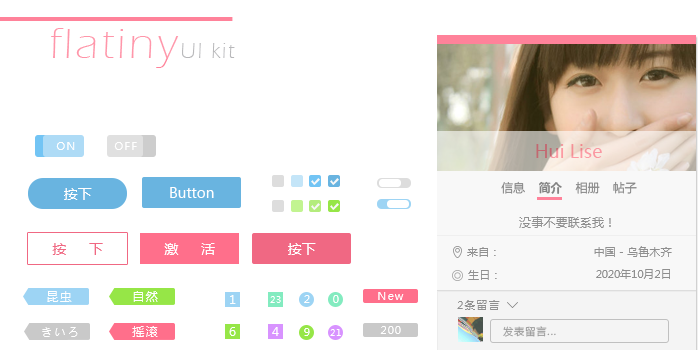 flatiny UI kit
ON OFF
按下 Button
按 下 激 活 按下
昆虫 自然 1 23 2 0 New
きいろ 摇滚 6 4 9 21 200
Hui Lise
信息 简介 相册 帖子
没事不要联系我！
来自： 中国 - 乌鲁木齐
生日： 2020年10月2日
2条留言
发表留言...